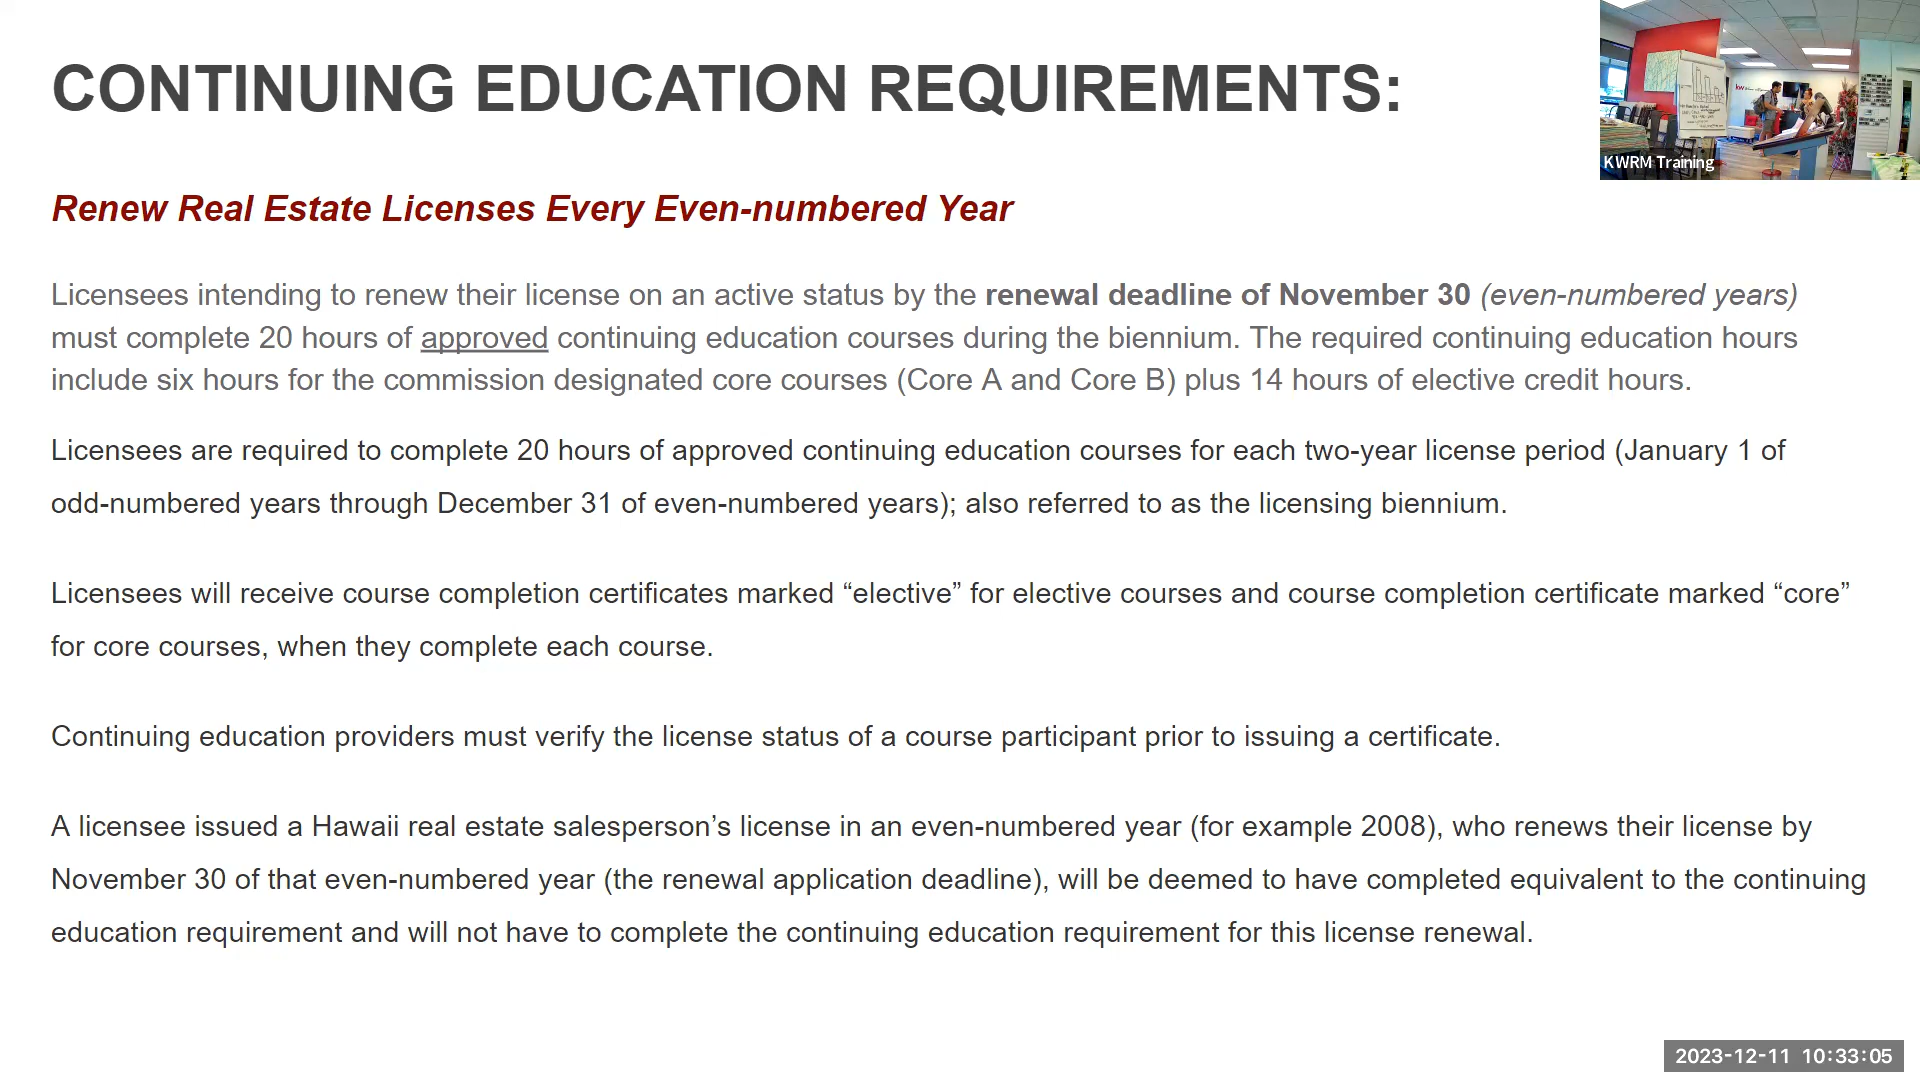 CONTINUING EDUCATION REQUIREMENTS:
KWRM Training
Renew Real Estate Licenses Every Even-numbered Year
Licensees intending to renew their license on an active status by the renewal deadline of November 30 (even-numbered years)
must complete 20 hours of approved continuing education courses during the biennium. The required continuing education hours
include six hours for the commission designated core courses (Core A and Core B) plus 14 hours of elective credit hours.
Licensees are required to complete 20 hours of approved continuing education courses for each two-year license period (January 1 of
odd-numbered years through December 31 of even-numbered years); also referred to as the licensing biennium.
Licensees will receive course completion certificates marked “elective” for elective courses and course completion certificate marked “core”
for core courses, when they complete each course.
Continuing education providers must verify the license status of a course participant prior to issuing a certificate.
A licensee issued a Hawaii real estate salesperson’s license in an even-numbered year (for example 2008), who renews their license by
November 30 of that even-numbered year (the renewal application deadline), will be deemed to have completed equivalent to the continuing
education requirement and will not have to complete the continuing education requirement for this license renewal.
2023-12-11 10:33:05